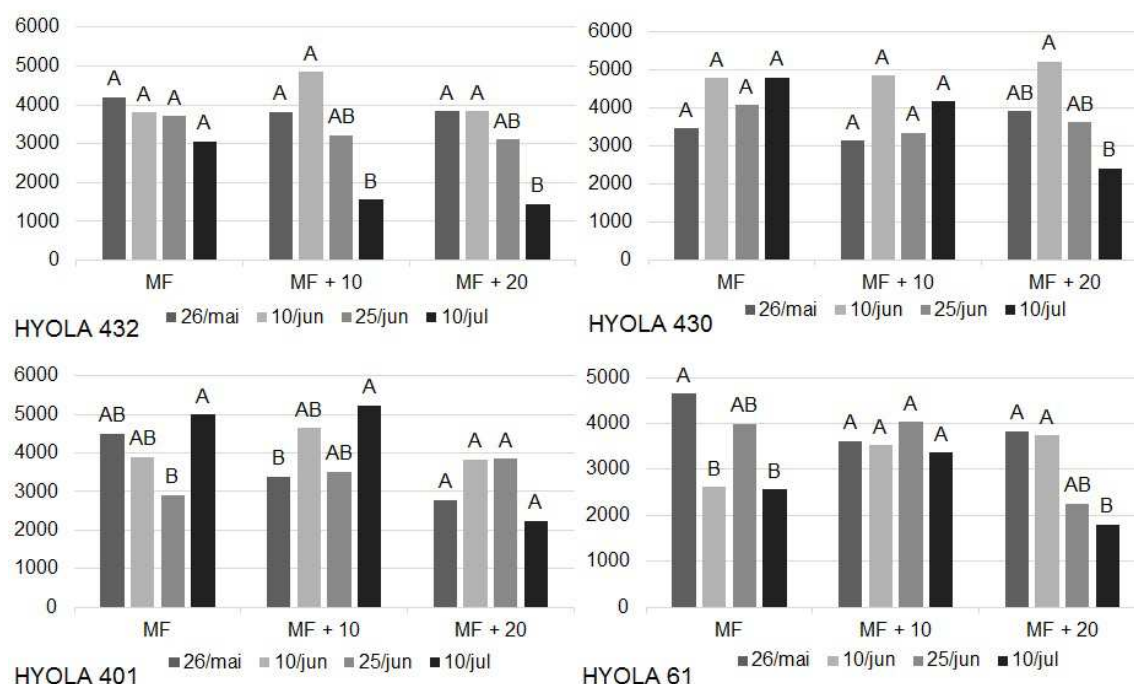 6000
5000
4000
3000
2000
1000
0
A A A A
A A AB B
A A AB B
MF MF + 10 MF + 20
26/mai 10/jun 25/jun 10/jul
HYOLA 432
6000
5000
4000
3000
2000
1000
0
A A A A
A A A A
AB A AB B
MF MF + 10 MF + 20
26/mai 10/jun 25/jun 10/jul
HYOLA 430
6000
5000
4000
3000
2000
1000
0
AB AB B A
B AB AB A
A A A A
MF MF + 10 MF + 20
26/mai 10/jun 25/jun 10/jul
HYOLA 401
5000
4000
3000
2000
1000
0
A B AB B
A A A A
A A AB B
MF MF + 10 MF + 20
26/mai 10/jun 25/jun 10/jul
HYOLA 61